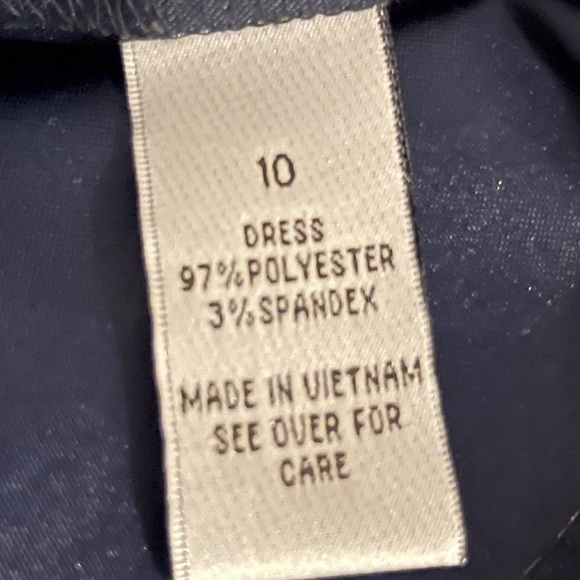 10
DRESS
97%POLYESTER
3%SPANDEX
MADE IN VIETNAM
SEE OVER FOR
CARE